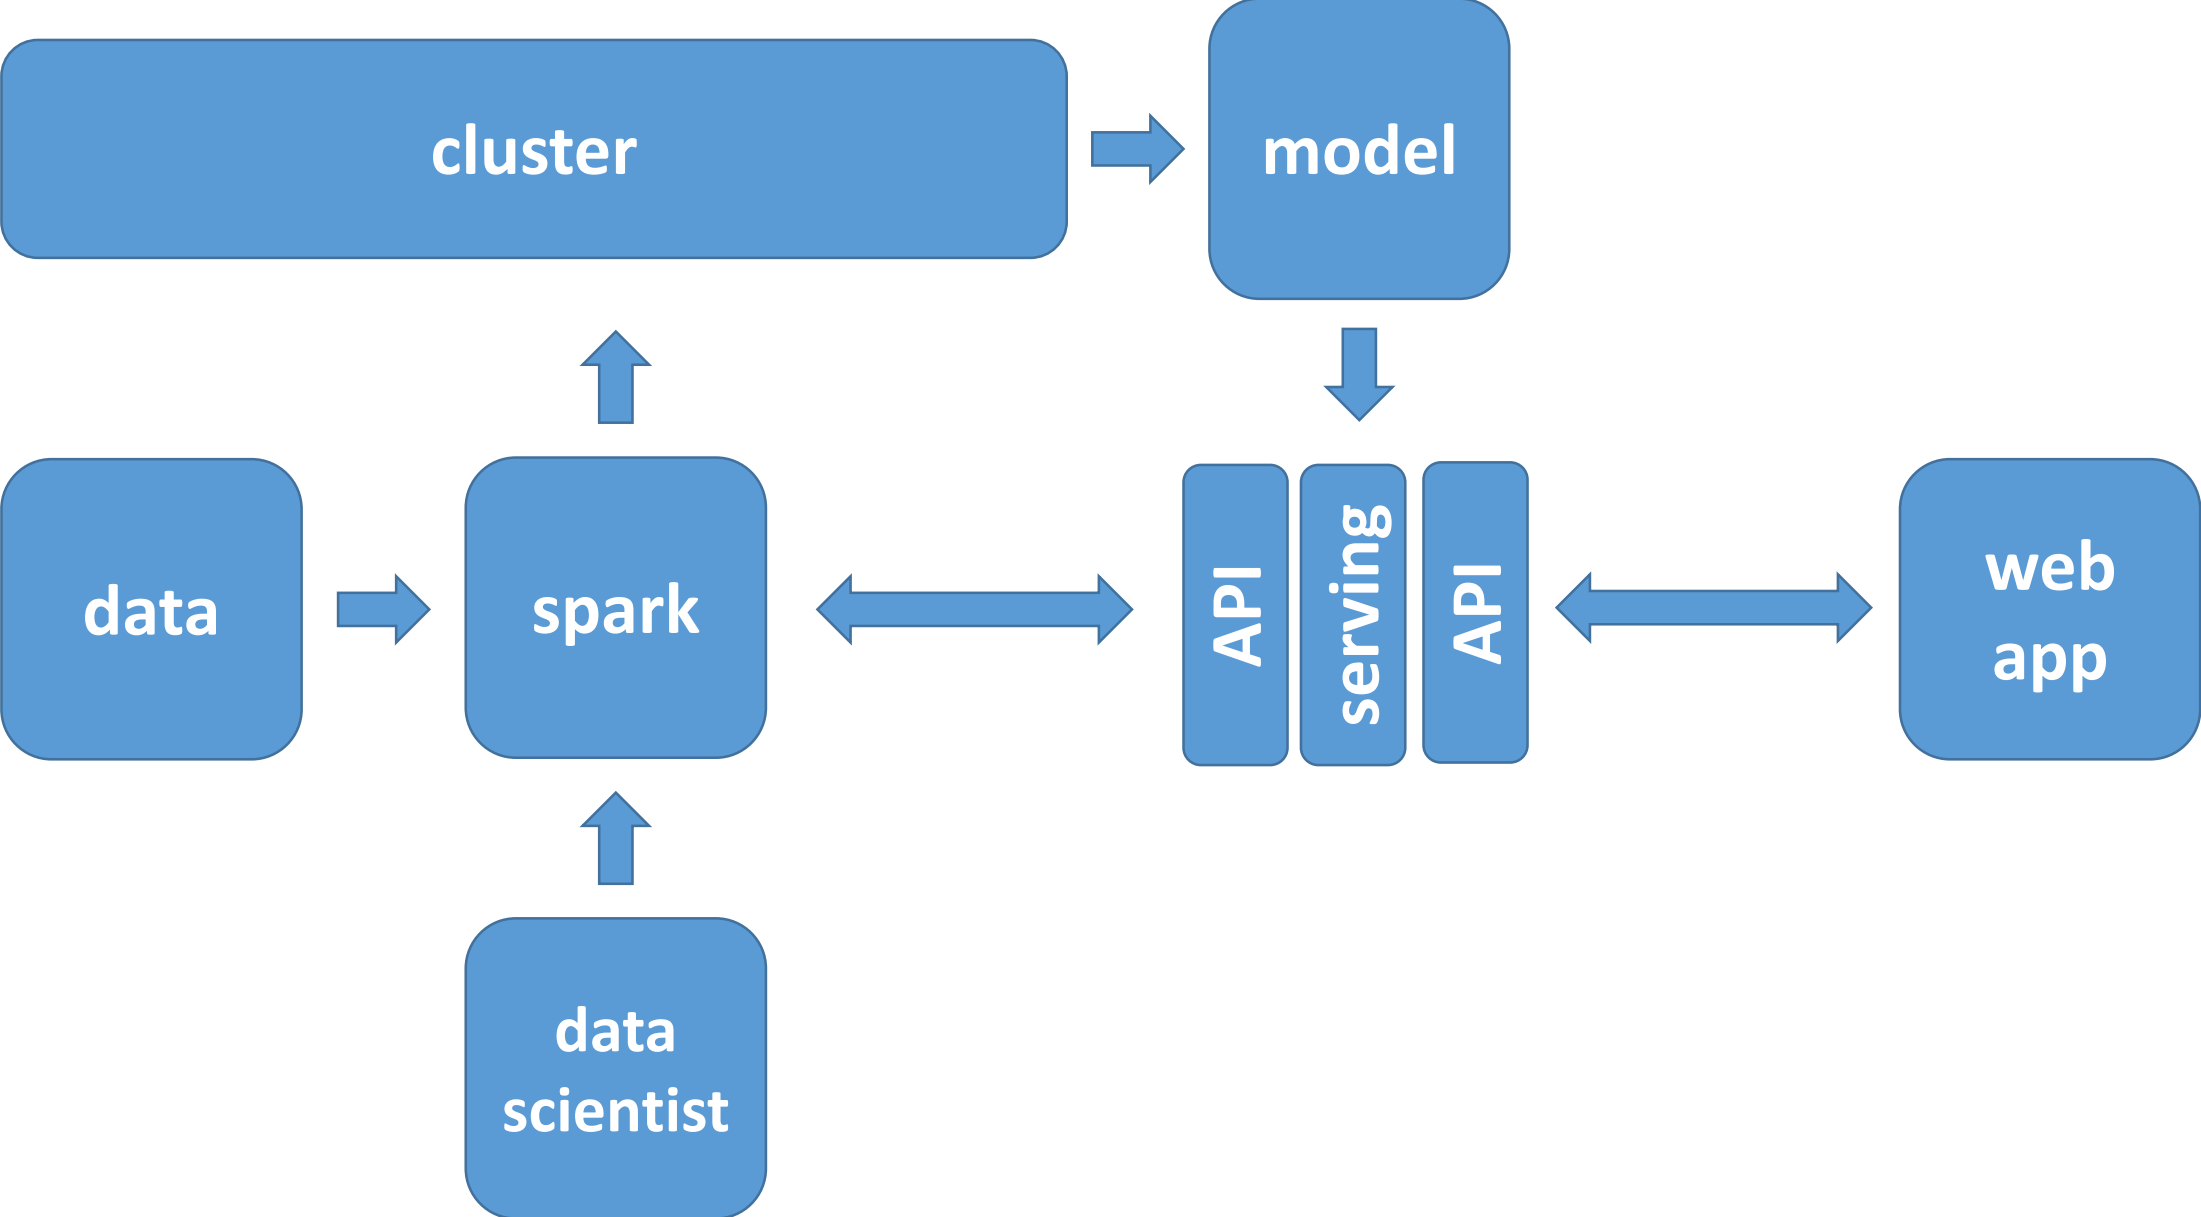 cluster
model
data
spark
API
serving
API
web
app
data
scientist